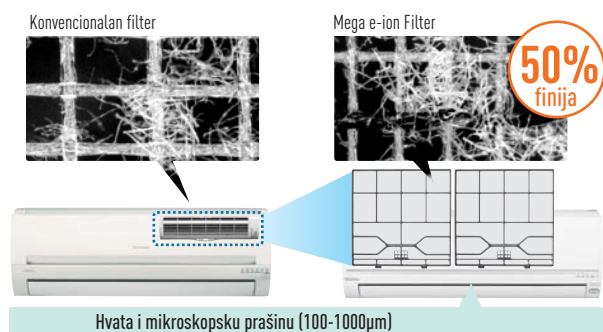 Konvencionalan filter
Mega e-ion Filter
50%
finija
Hvata i mikroskopsku prašinu (100-1000µm)